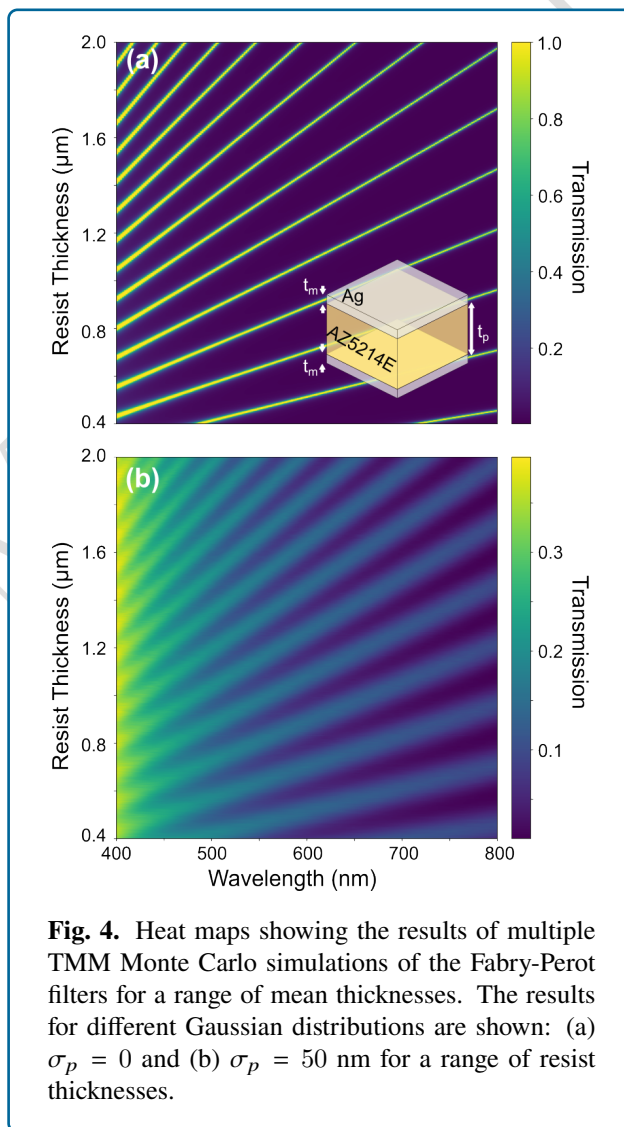 (a)
2.0
1.6
1.2
0.8
0.4
Resist Thickness (μm)
tm
Ag
AZ5214E
tm
tp
1.0
0.8
0.6
0.4
0.2
Transmission
(b)
2.0
1.6
1.2
0.8
0.4
Resist Thickness (μm)
400 500 600 700 800
Wavelength (nm)
0.3
0.2
0.1
Transmission
Fig. 4. Heat maps showing the results of multiple
TMM Monte Carlo simulations of the Fabry-Perot
filters for a range of mean thicknesses. The results
for different Gaussian distributions are shown: (a)
σp = 0 and (b) σp = 50 nm for a range of resist
thicknesses.